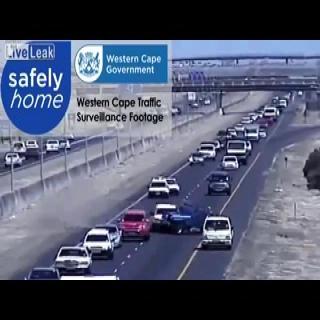 LiveLeak
safely
home
Western Cape
Government
Western Cape Traffic
Surveillance Footage